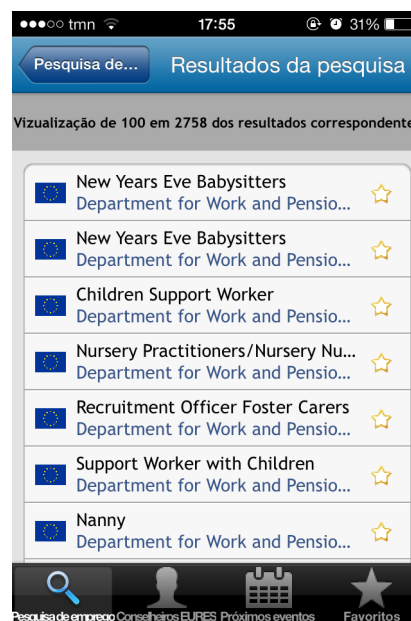 tmn 17:55 31%
Pesquisa de... Resultados da pesquisa
Vizualização de 100 em 2758 dos resultados correspondente
New Years Eve Babysitters
Department for Work and Pensio...
New Years Eve Babysitters
Department for Work and Pensio...
Children Support Worker
Department for Work and Pensio...
Nursery Practitioners/Nursery Nu...
Department for Work and Pensio...
Recruitment Officer Foster Carers
Department for Work and Pensio...
Support Worker with Children
Department for Work and Pensio...
Nanny
Department for Work and Pensio...
Pesquisa de emprego Conselheiros EURES Próximos eventos Favoritos